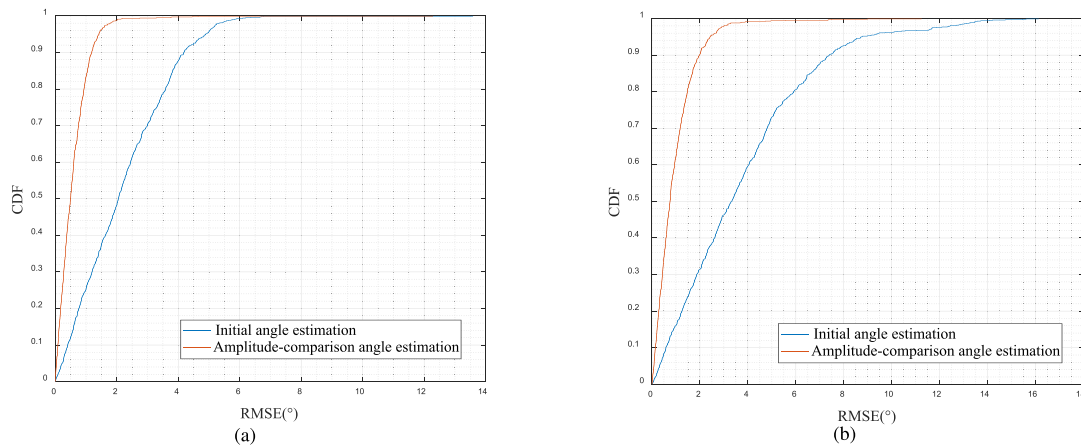 1
0.9
0.8
0.7
0.6
0.5
0.4
0.3
0.2
0.1
0
CDF
0 2 4 6 8 10 12 14
RMSE(°)
Initial angle estimation
Amplitude-comparison angle estimation
(a)
1
0.9
0.8
0.7
0.6
0.5
0.4
0.3
0.2
0.1
0
CDF
0 2 4 6 8 10 12 14 16 18
RMSE(°)
Initial angle estimation
Amplitude-comparison angle estimation
(b)